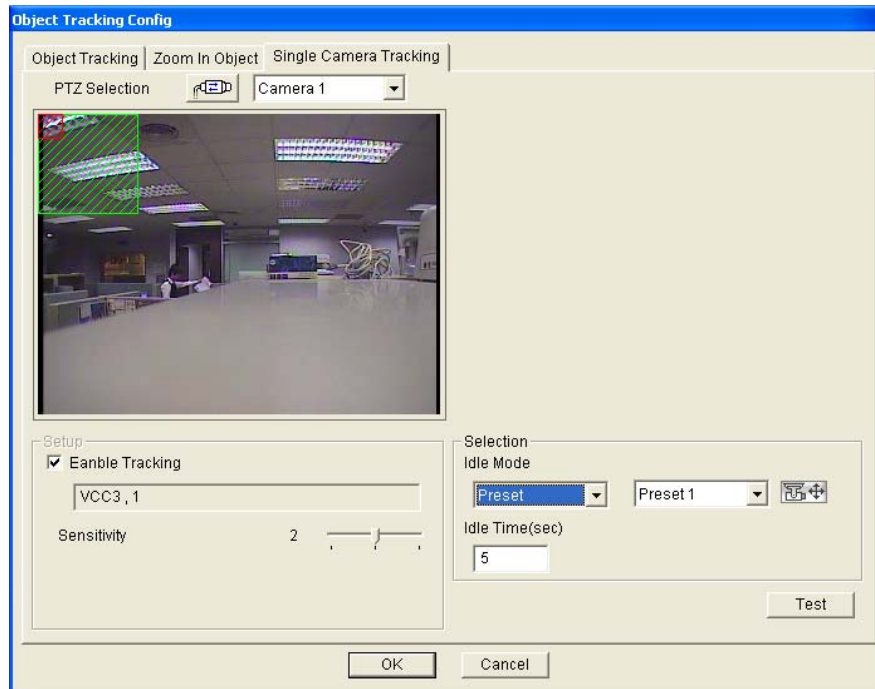 Object Tracking Config
Object Tracking Zoom In Object Single Camera Tracking
PTZ Selection Camera 1
Setup
Eanble Tracking
VCC3 , 1
Sensitivity 2
Selection
Idle Mode
Preset Preset 1
Idle Time(sec)
5
Test
OK Cancel